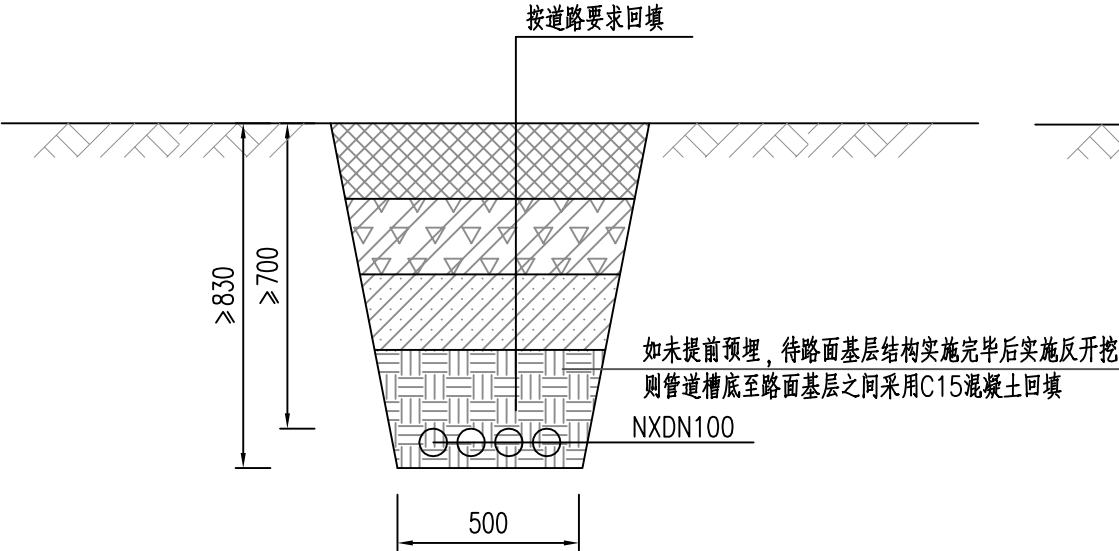 按道路要求回填
≥830
≥700
如未提前预埋，待路面基层结构实施完毕后实施反开挖
则管道槽底至路面基层之间采用C15混凝土回填
NXDN100
500